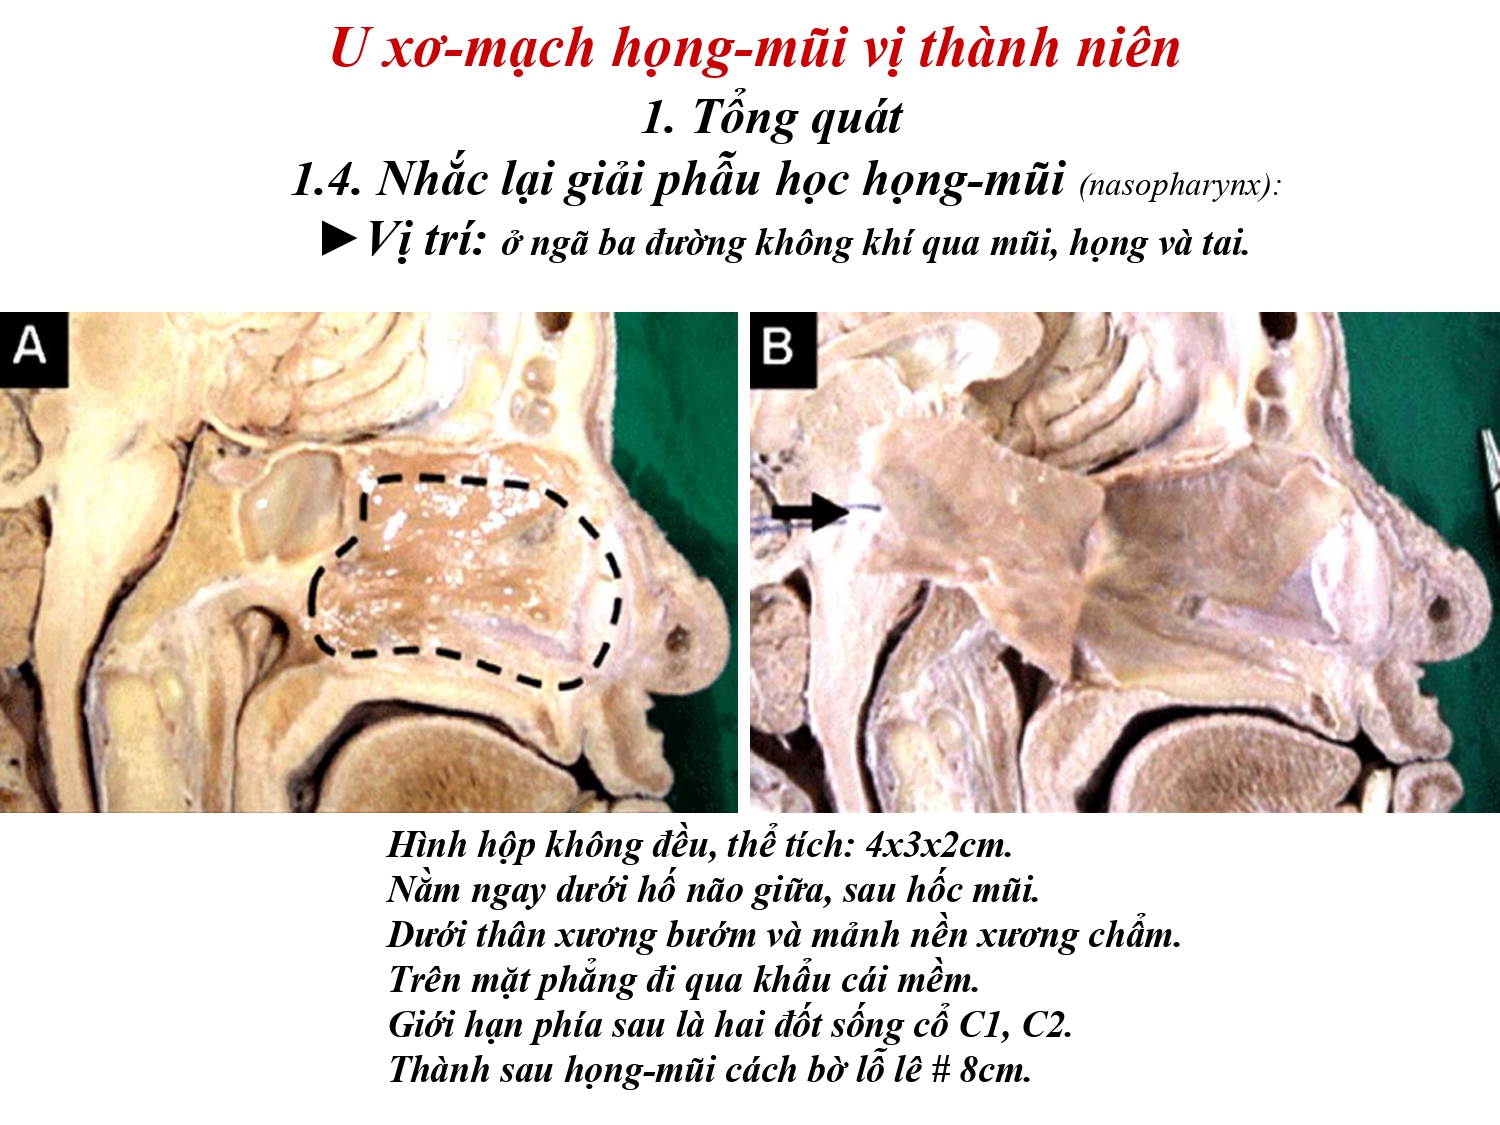 U xơ-mạch họng-mũi vị thành niên
1. Tổng quát
1.4. Nhắc lại giải phẫu học họng-mũi (nasopharynx):
►Vị trí: ở ngã ba đường không khí qua mũi, họng và tai.
A
B
Hình hộp không đều, thể tích: 4x3x2cm.
Nằm ngay dưới hố não giữa, sau hốc mũi.
Dưới thân xương bướm và mảnh nền xương chẩm.
Trên mặt phẳng đi qua khẩu cái mềm.
Giới hạn phía sau là hai đốt sống cổ C1, C2.
Thành sau họng-mũi cách bờ lỗ lê # 8cm.